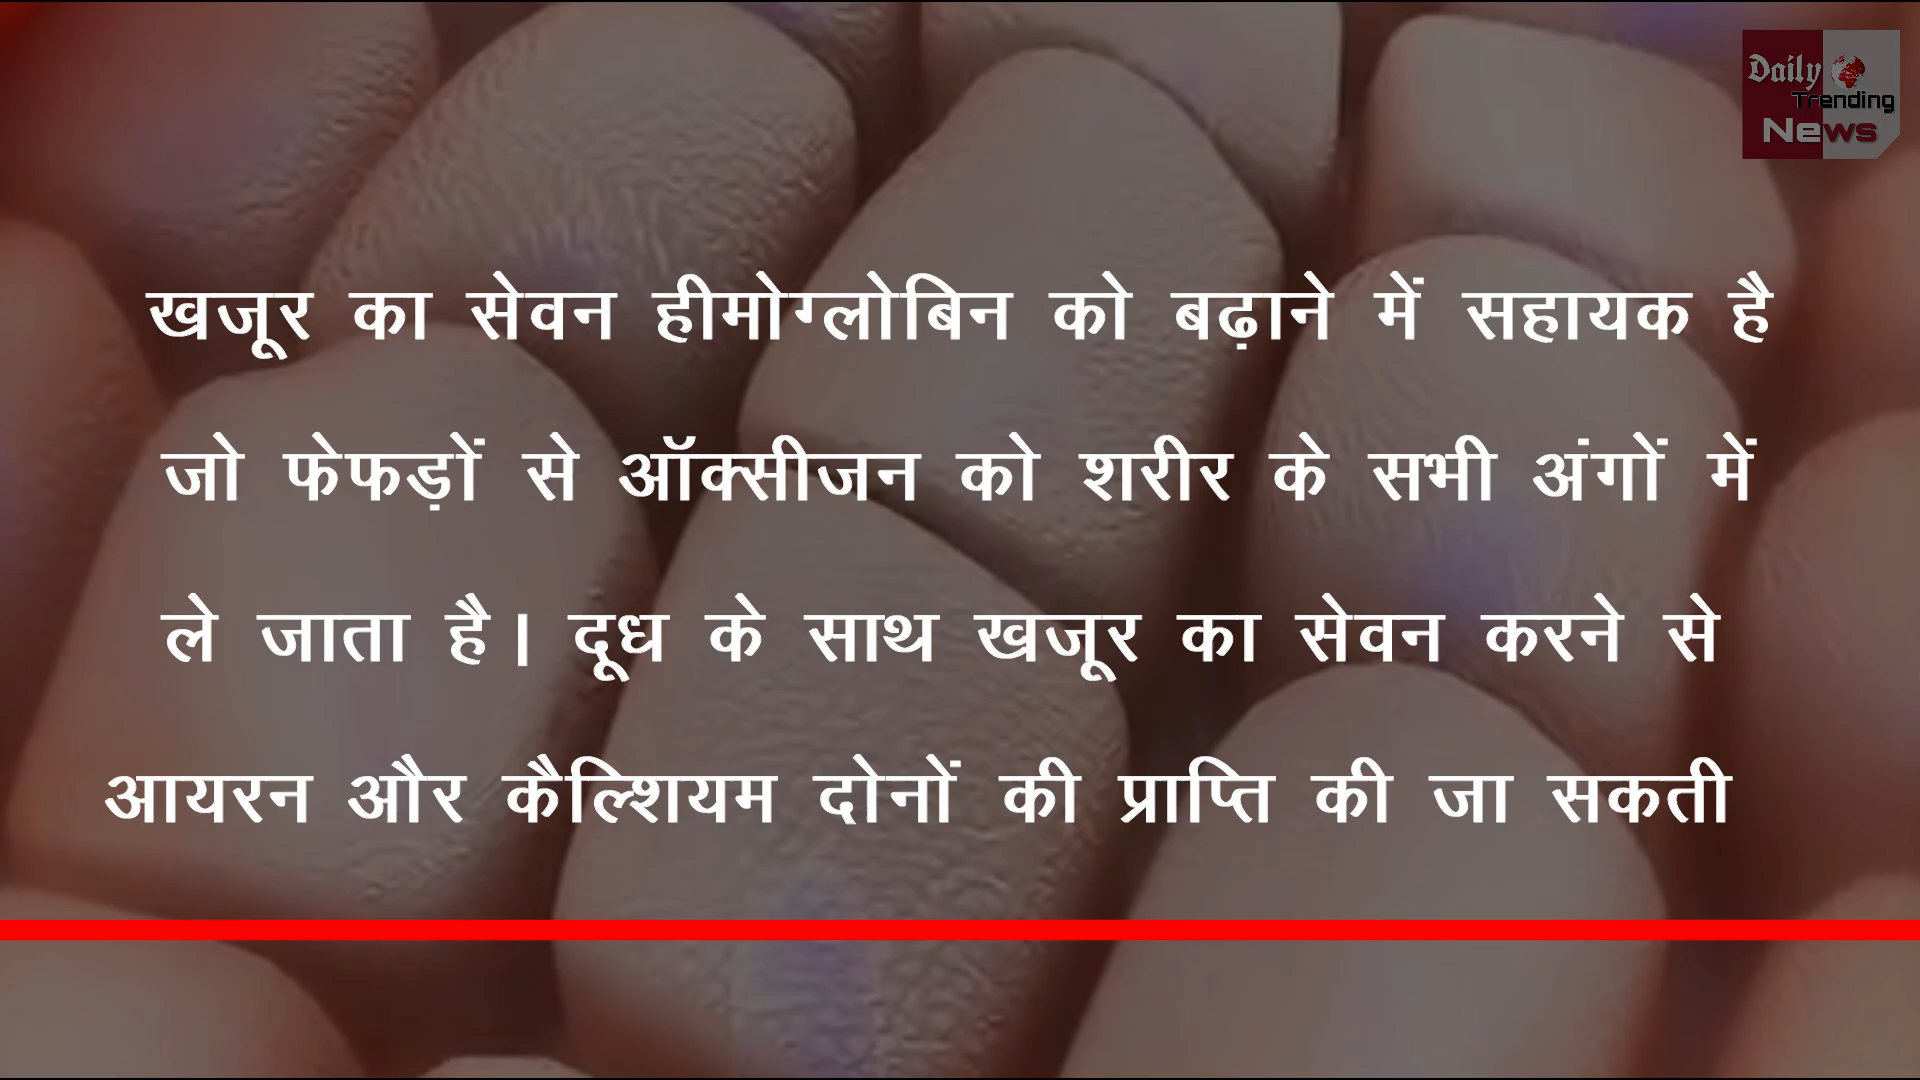 Daily
Trending
News
खजूर का सेवन हीमोग्लोबिन को बढ़ाने में सहायक है
जो फेफड़ों से ऑक्सीजन को शरीर के सभी अंगों में
ले जाता है। दूध के साथ खजूर का सेवन करने से
आयरन और कैल्शियम दोनों की प्राप्ति की जा सकती